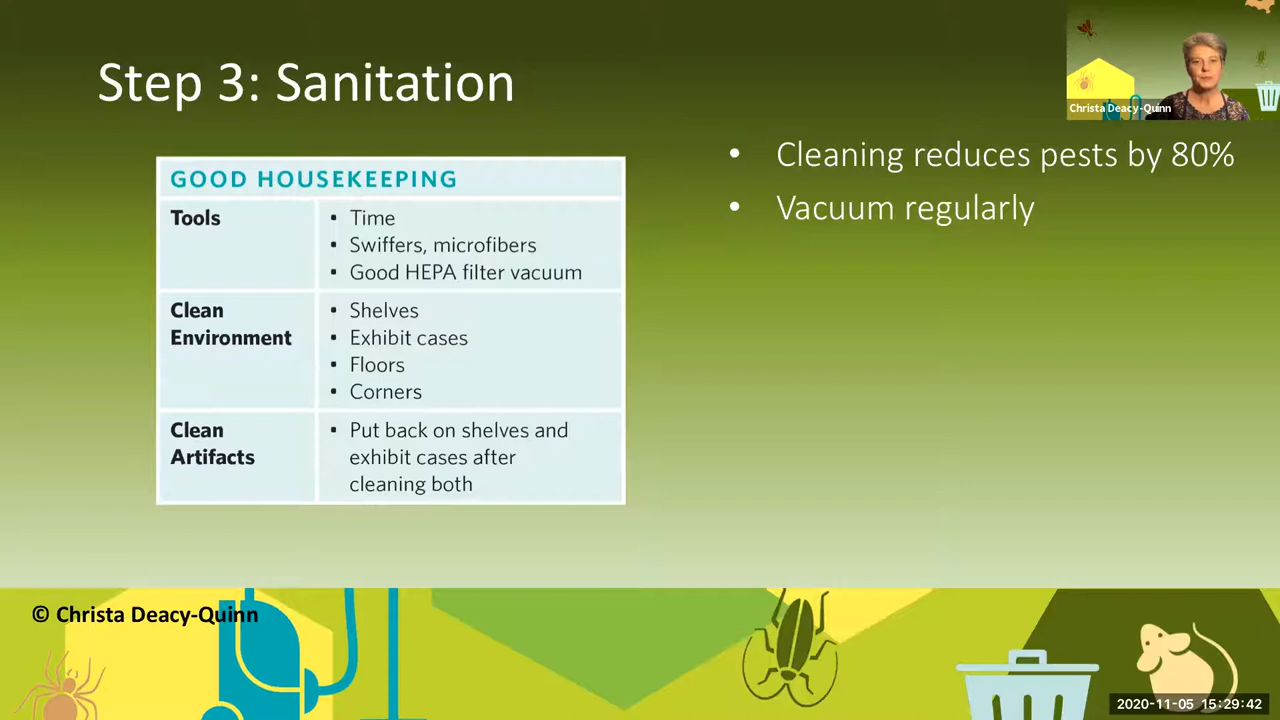 Step 3: Sanitation
Christa Deacy-Quinn
GOOD HOUSEKEEPING
Tools
• Time
• Swiffers, microfibers
• Good HEPA filter vacuum
Clean
Environment
• Shelves
• Exhibit cases
• Floors
• Corners
Clean
Artifacts
• Put back on shelves and
exhibit cases after
cleaning both
• Cleaning reduces pests by 80%
• Vacuum regularly
© Christa Deacy-Quinn
2020-11-05 15:29:42